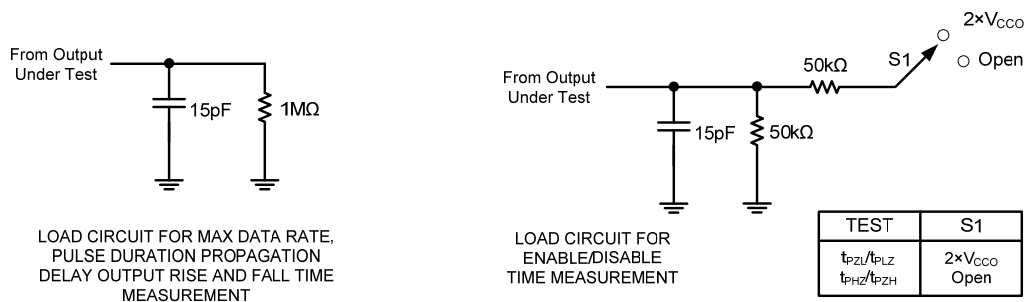 From Output
Under Test
15pF
1MΩ
LOAD CIRCUIT FOR MAX DATA RATE,
PULSE DURATION PROPAGATION
DELAY OUTPUT RISE AND FALL TIME
MEASUREMENT
2×VCCO
S1
Open
50kΩ
From Output
Under Test
15pF
50kΩ
LOAD CIRCUIT FOR
ENABLE/DISABLE
TIME MEASUREMENT
TEST S1
tPZL/tPLZ 2×VCCO
tPHZ/tPZH Open